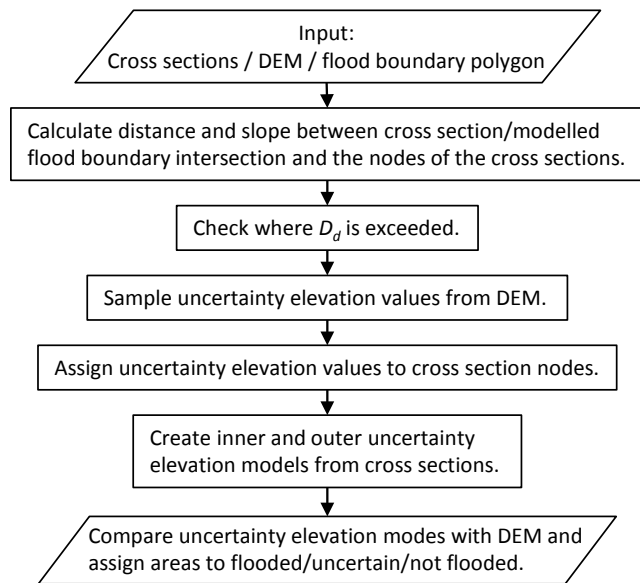 Input:
Cross sections / DEM / flood boundary polygon
Calculate distance and slope between cross section/modelled
flood boundary intersection and the nodes of the cross sections.
Check where D_d is exceeded.
Sample uncertainty elevation values from DEM.
Assign uncertainty elevation values to cross section nodes.
Create inner and outer uncertainty
elevation models from cross sections.
Compare uncertainty elevation modes with DEM and
assign areas to flooded/uncertain/not flooded.